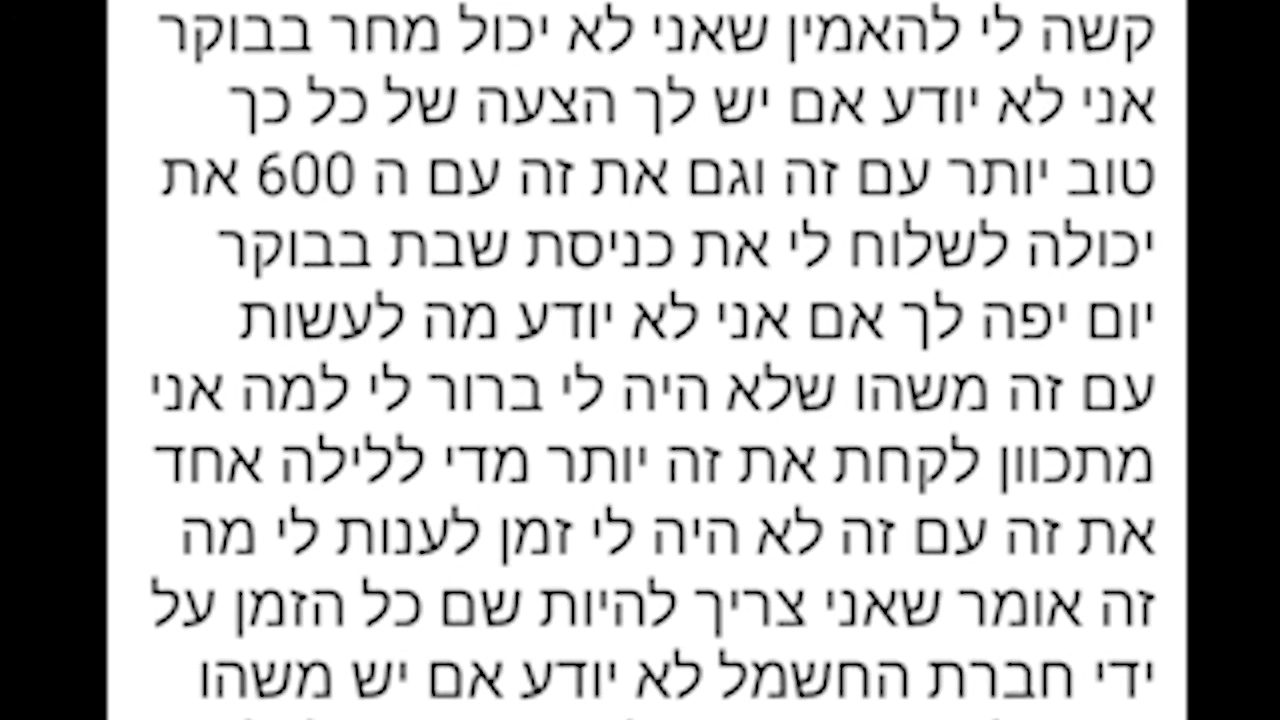 קשה לי להאמין שאני לא יכול מחר בבוקר
אני לא יודע אם יש לך הצעה של כל כך
טוב יותר עם זה וגם את זה עם ה 600 את
יכולה לשלוח לי את כניסת שבת בבוקר
יום יפה לך אם אני לא יודע מה לעשות
עם זה משהו שלא היה לי ברור לי למה אני
מתכוון לקחת את זה יותר מדי ללילה אחד
את זה עם זה לא היה לי זמן לענות לי מה
זה אומר שאני צריך להיות שם כל הזמן על
ידי חברת החשמל לא יודע אם יש משהו